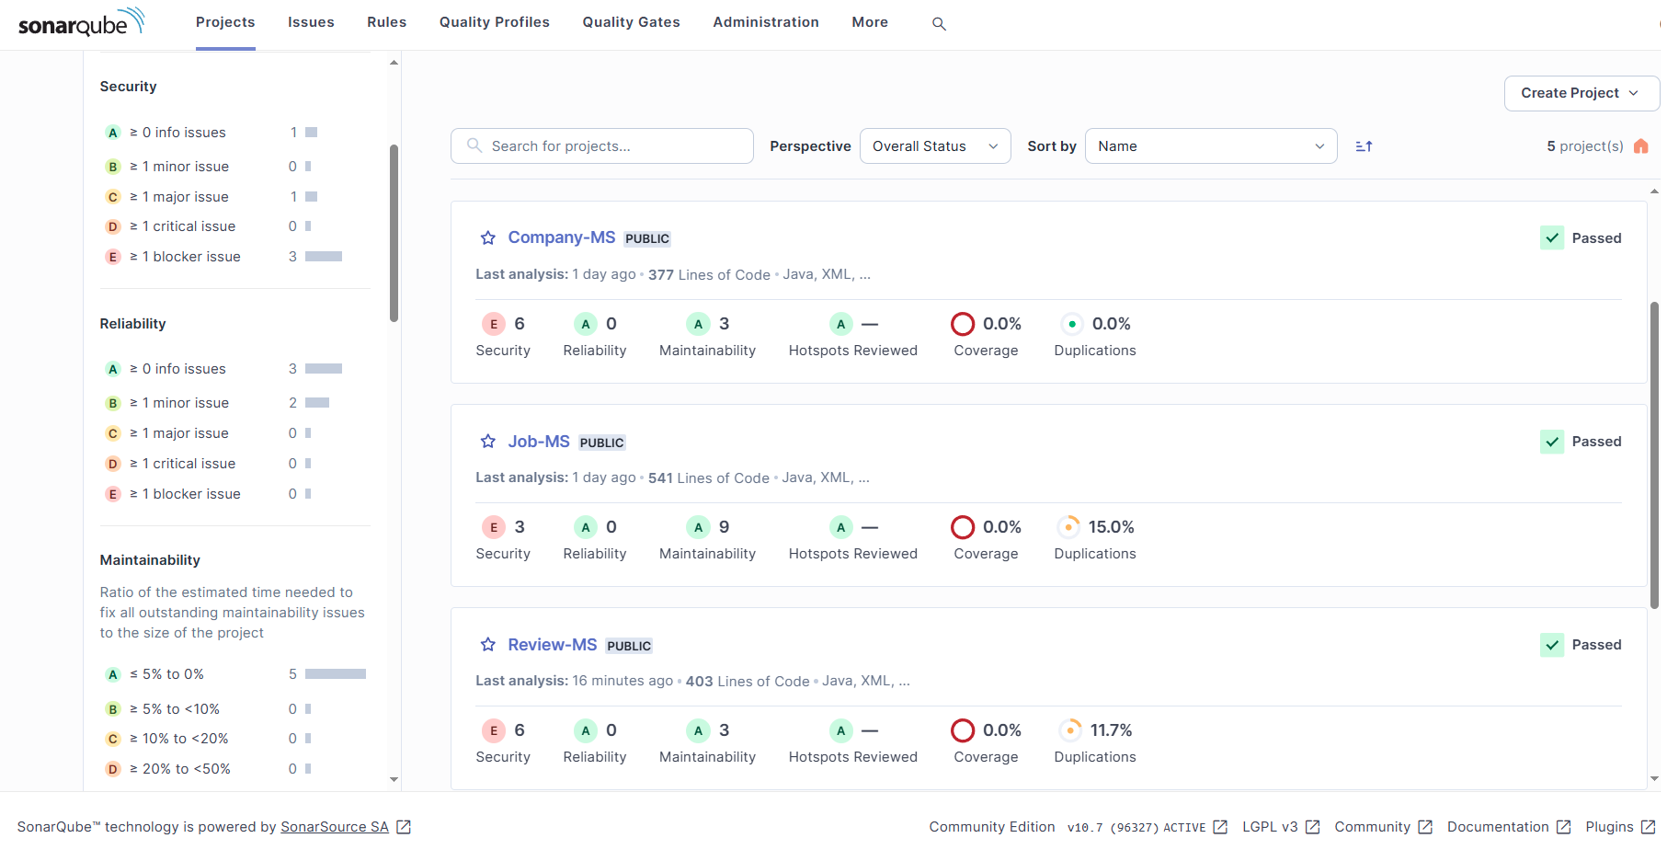 sonarqube
Projects Issues Rules Quality Profiles Quality Gates Administration More
Security
A ≥ 0 info issues 1
B ≥ 1 minor issue 0
C ≥ 1 major issue 1
D ≥ 1 critical issue 0
E ≥ 1 blocker issue 3
Reliability
A ≥ 0 info issues 3
B ≥ 1 minor issue 2
C ≥ 1 major issue 0
D ≥ 1 critical issue 0
E ≥ 1 blocker issue 0
Maintainability
Ratio of the estimated time needed to
fix all outstanding maintainability issues
to the size of the project
A ≤ 5% to 0% 5
B ≥ 5% to <10% 0
C ≥ 10% to <20% 0
D ≥ 20% to <50% 0
Create Project
Search for projects... Perspective Overall Status Sort by Name 5 project(s)
Company-MS PUBLIC Passed
Last analysis: 1 day ago • 377 Lines of Code • Java, XML, ...
E 6 A 0 A 3 A — 0.0% 0.0%
Security Reliability Maintainability Hotspots Reviewed Coverage Duplications
Job-MS PUBLIC Passed
Last analysis: 1 day ago • 541 Lines of Code • Java, XML, ...
E 3 A 0 A 9 A — 0.0% 15.0%
Security Reliability Maintainability Hotspots Reviewed Coverage Duplications
Review-MS PUBLIC Passed
Last analysis: 16 minutes ago • 403 Lines of Code • Java, XML, ...
E 6 A 0 A 3 A — 0.0% 11.7%
Security Reliability Maintainability Hotspots Reviewed Coverage Duplications
SonarQube™ technology is powered by SonarSource SA Community Edition v10.7 (96327) ACTIVE LGPL v3 Community Documentation Plugins